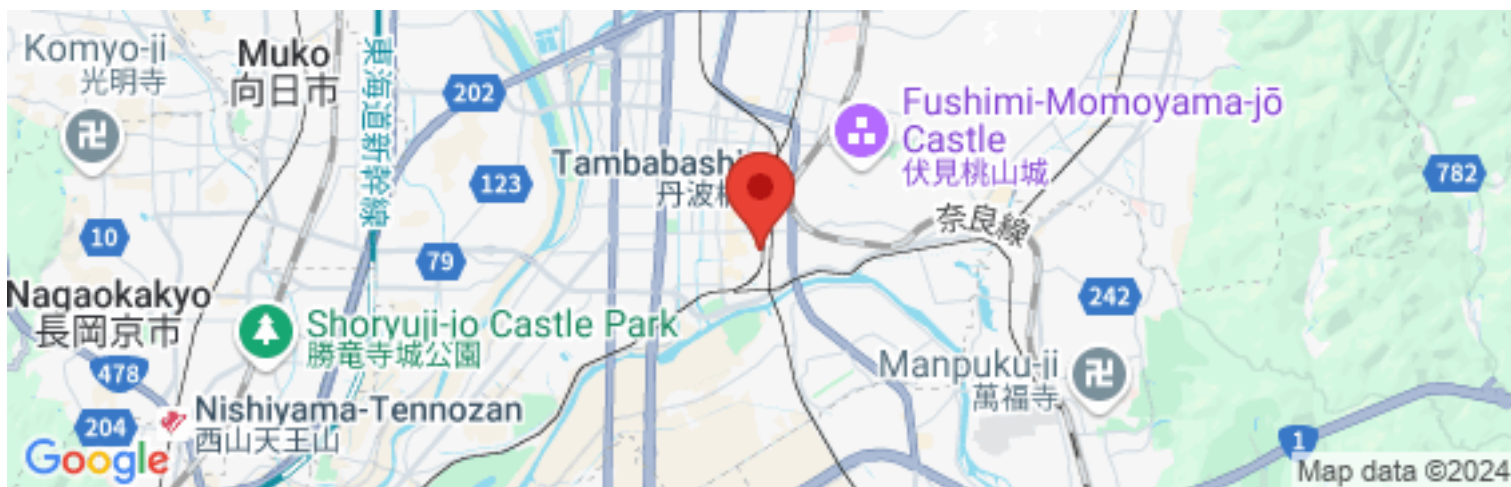 Komyo-ji
光明寺
Muko
向日市
東海道新幹線
202
Fushimi-Momoyama-jō
Castle
伏見桃山城
Tambabashi
丹波橋
123
782
10
79
奈良線
242
Nagaokakyo
長岡京市
Shoryuji-jo Castle Park
勝竜寺城公園
478
Manpuku-ji
萬福寺
204
Nishiyama-Tennozan
西山天王山
1
Google
Map data ©2024